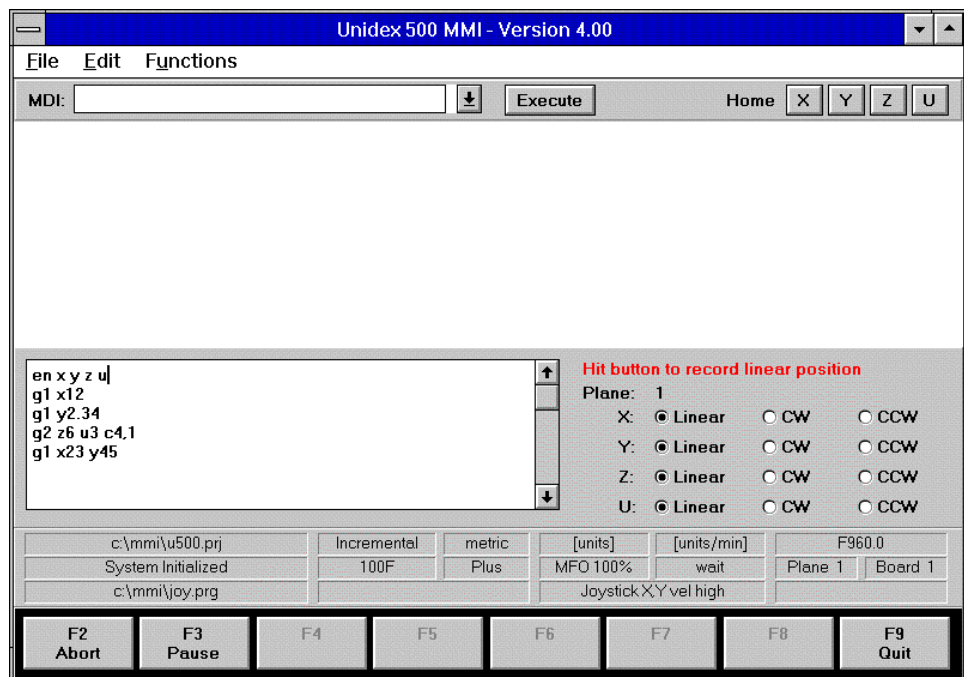 Unidex 500 MMI - Version 4.00
File Edit Functions
MDI: Execute Home X Y Z U
en x y z u
g1 x12
g1 y2.34
g2 z6 u3 c4,1
g1 x23 y45
Hit button to record linear position
Plane: 1
X: Linear CW CCW
Y: Linear CW CCW
Z: Linear CW CCW
U: Linear CW CCW
c:\mmi\u500.prj Incremental metric [units] [units/min] F960.0
System Initialized 100F Plus MFO 100% wait Plane 1 Board 1
c:\mmi\joy.prg Joystick X,Y vel high
F2 F3 F4 F5 F6 F7 F8 F9
Abort Pause Quit